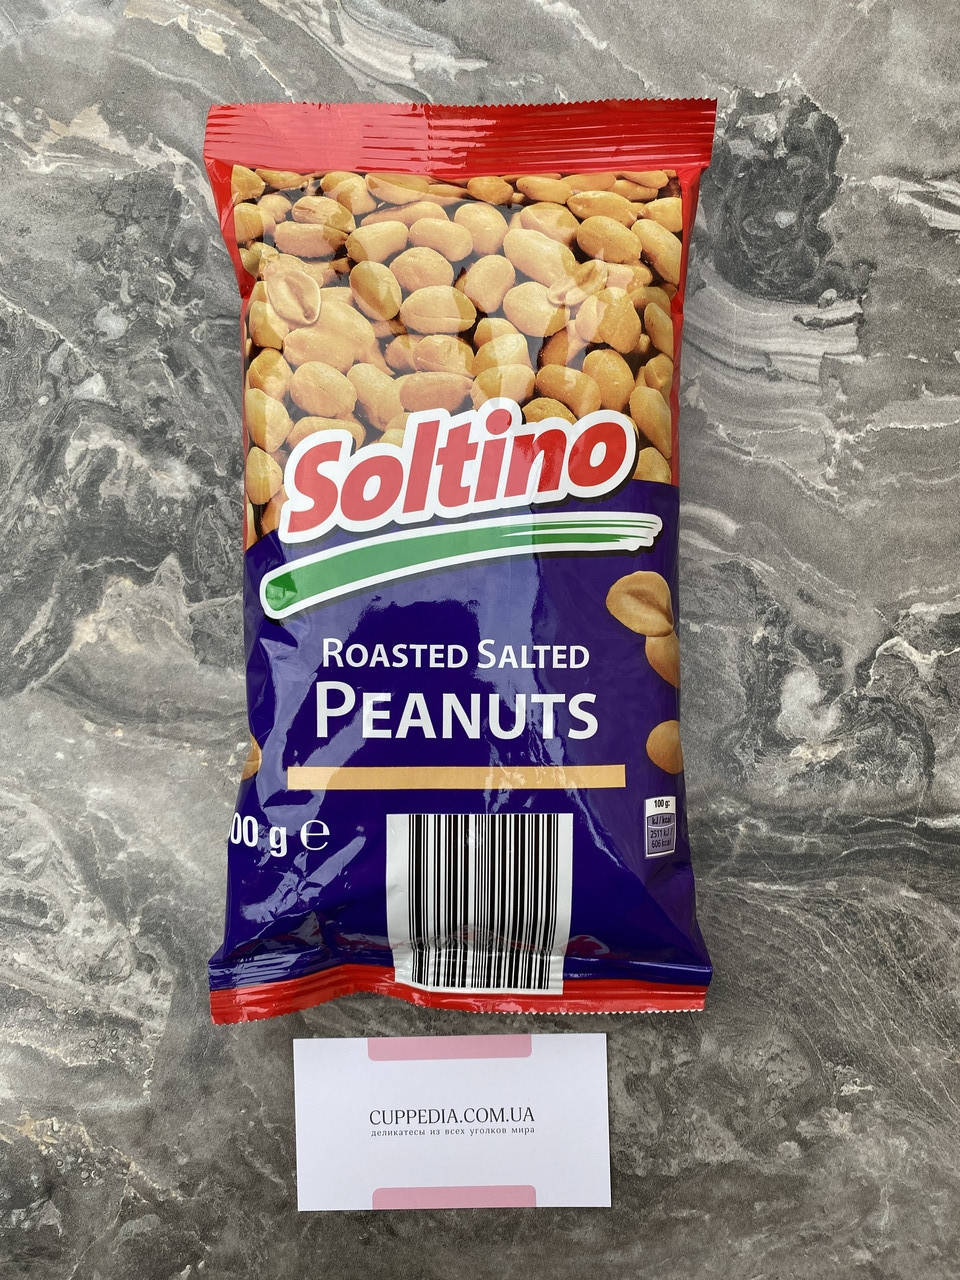 Soltino
ROASTED SALTED
PEANUTS
00 g e
100 g:
kJ / kcal
2511 kJ /
606 kcal
CUPPEDIA.COM.UA
деликатесы из всех уголков мира